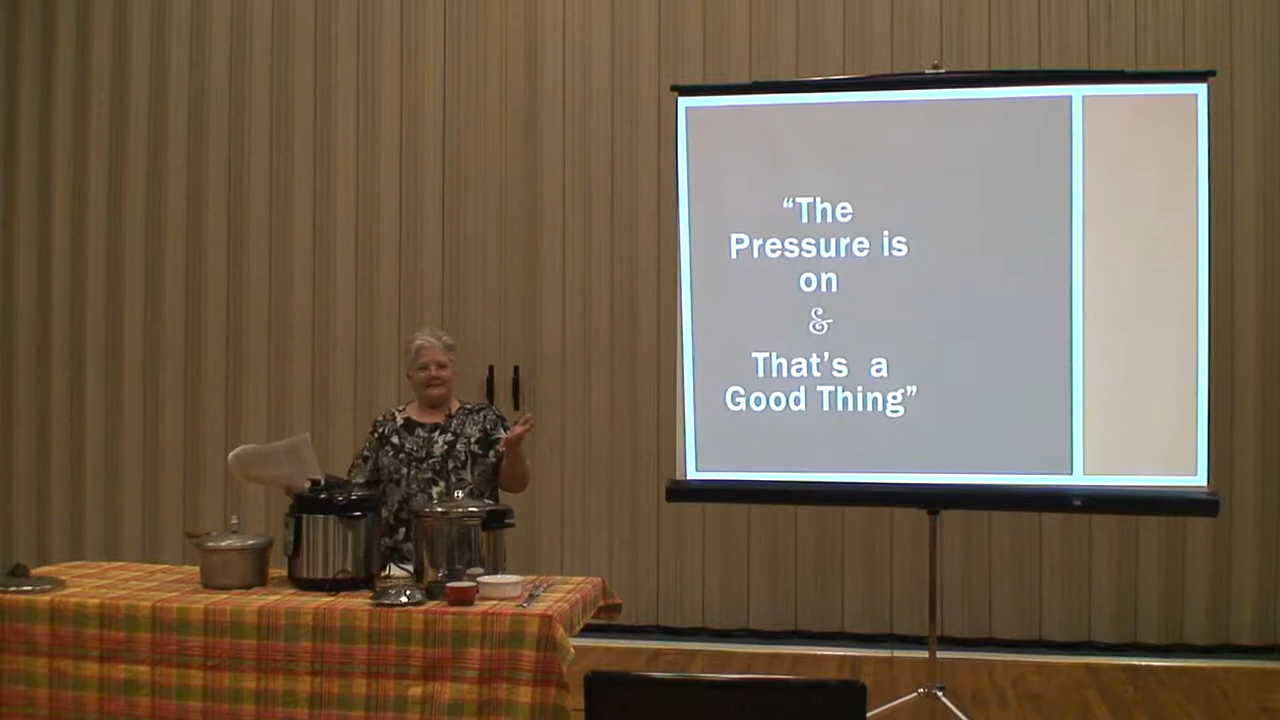 “The
Pressure is
on
&
That’s a
Good Thing”